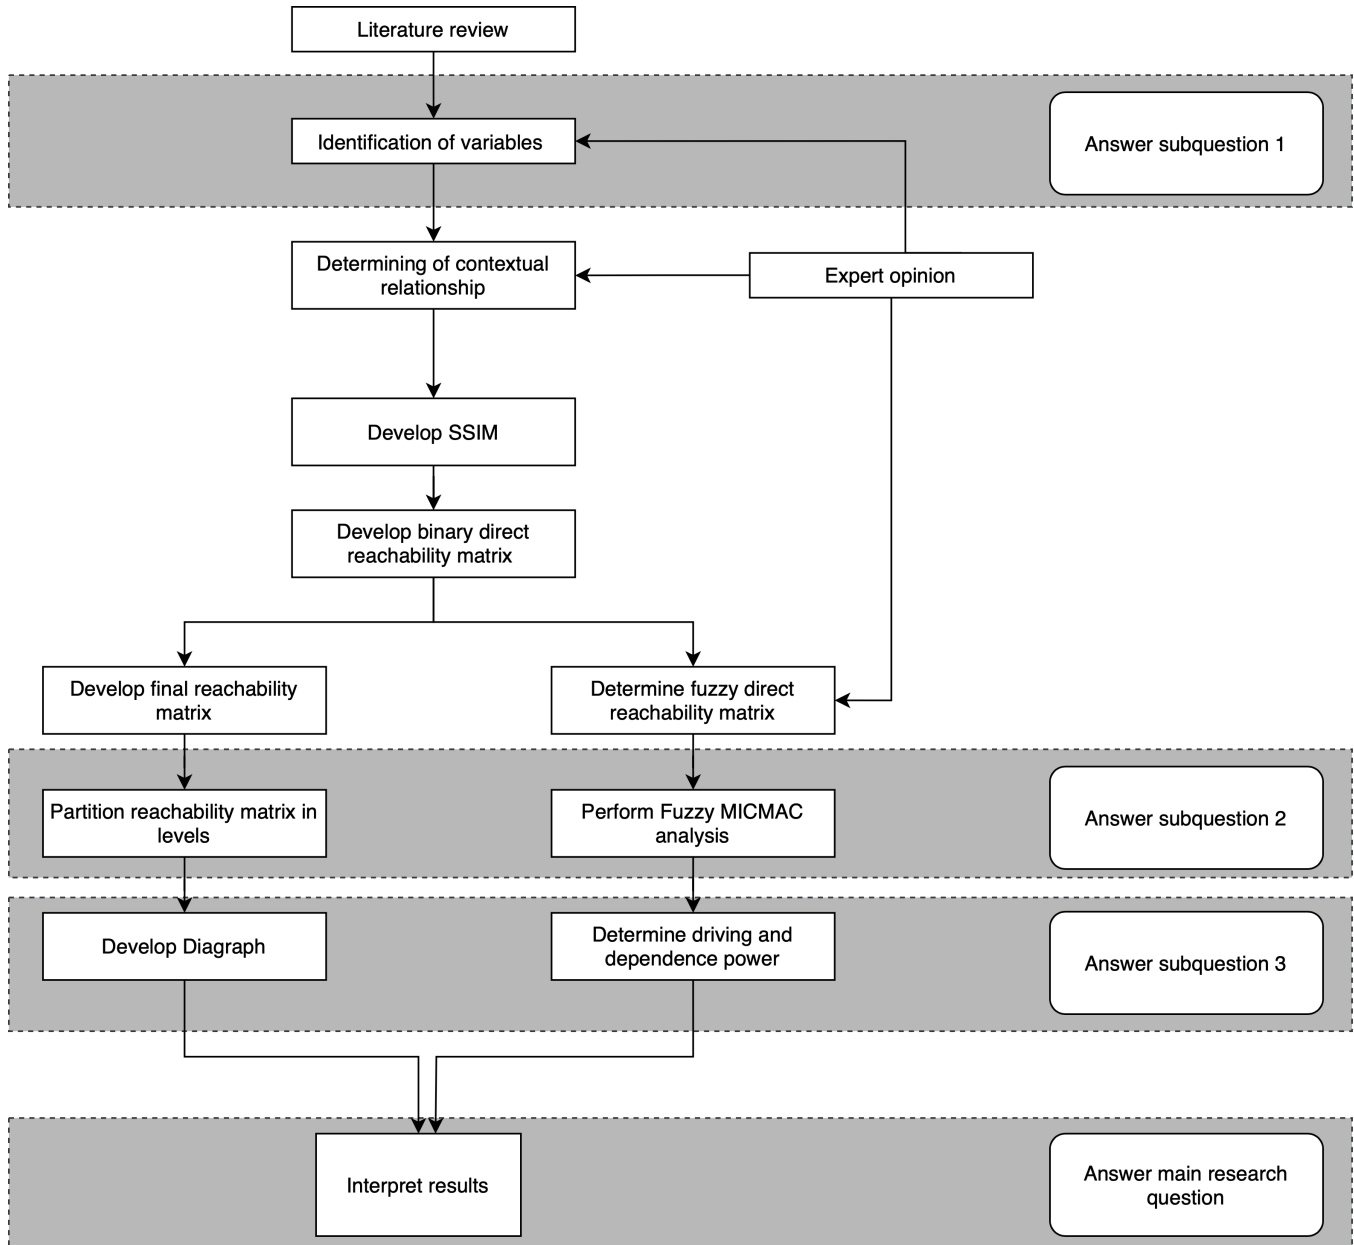 Literature review
Identification of variables
Answer subquestion 1
Determining of contextual
relationship
Expert opinion
Develop SSIM
Develop binary direct
reachability matrix
Develop final reachability
matrix
Determine fuzzy direct
reachability matrix
Partition reachability matrix in
levels
Perform Fuzzy MICMAC
analysis
Answer subquestion 2
Develop Diagraph
Determine driving and
dependence power
Answer subquestion 3
Interpret results
Answer main research
question